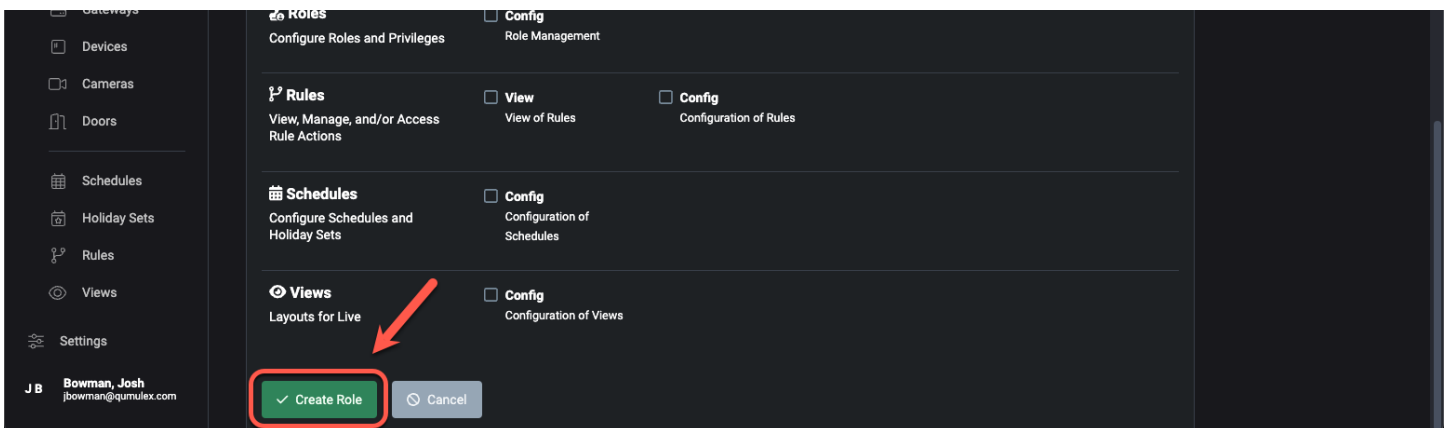 Gateways
Devices
Cameras
Doors
Schedules
Holiday Sets
Rules
Views
Settings
J B
Bowman, Josh
jbowman@qumulex.com
Roles
Configure Roles and Privileges
Config
Role Management
Rules
View, Manage, and/or Access
Rule Actions
View
View of Rules
Config
Configuration of Rules
Schedules
Configure Schedules and
Holiday Sets
Config
Configuration of
Schedules
Views
Layouts for Live
Config
Configuration of Views
Create Role
Cancel